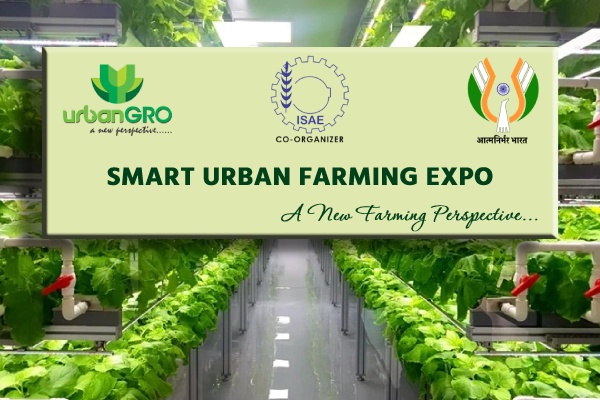 urbanGRO
a new perspective......
ISAE
CO-ORGANIZER
आत्मनिर्भर भारत
SMART URBAN FARMING EXPO
A New Farming Perspective...